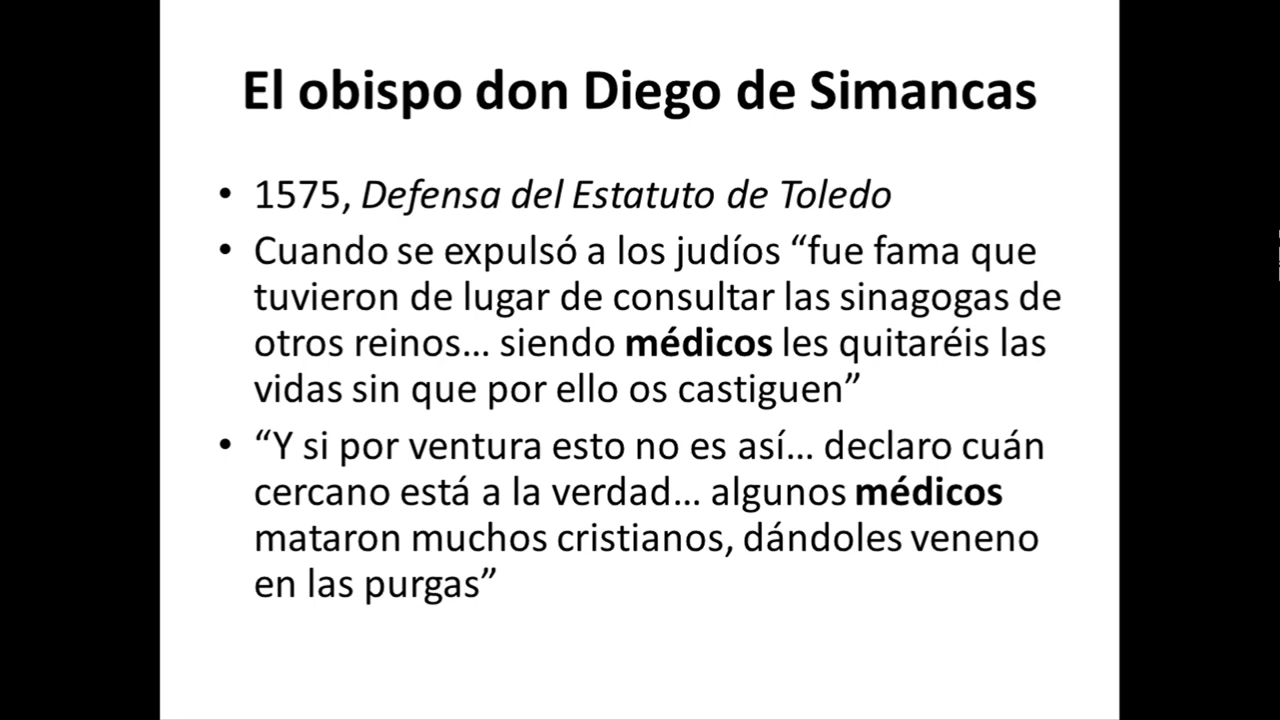 El obispo don Diego de Simancas
• 1575, Defensa del Estatuto de Toledo
• Cuando se expulsó a los judíos “fue fama que
tuvieron de lugar de consultar las sinagogas de
otros reinos… siendo médicos les quitaréis las
vidas sin que por ello os castiguen”
• “Y si por ventura esto no es así… declaro cuán
cercano está a la verdad… algunos médicos
mataron muchos cristianos, dándoles veneno
en las purgas”